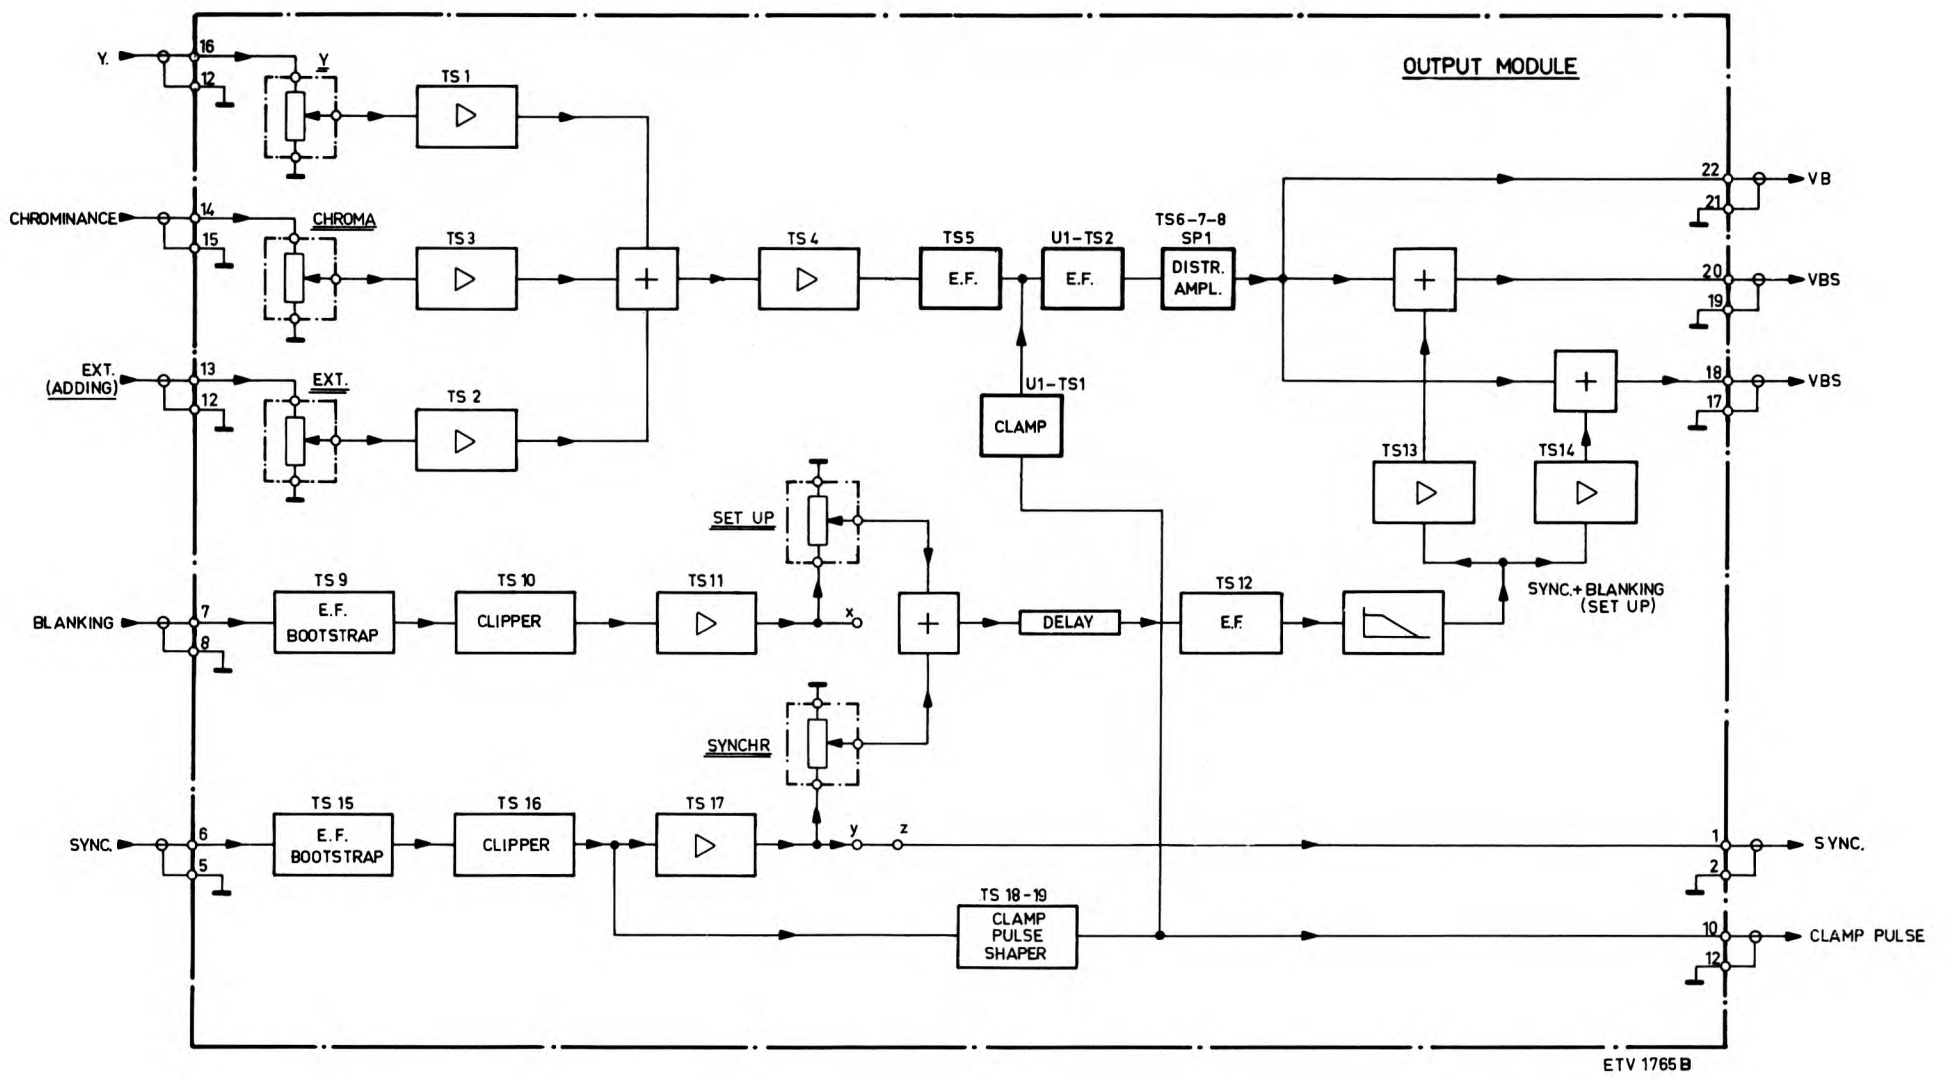 OUTPUT MODULE
Y.
16
12
Y
TS 1
CHROMINANCE
14
15
CHROMA
TS 3
+
TS 4
TS 5
E.F.
U1-TS2
E.F.
TS6-7-8
SP1
DISTR.
AMPL.
22
VB
21
+
20
VBS
19
EXT.
(ADDING)
13
12
EXT.
TS 2
U1-TS1
CLAMP
+
18
VBS
17
TS13
TS14
SET UP
SYNC.+BLANKING
(SET UP)
BLANKING
7
8
TS 9
E.F.
BOOTSTRAP
TS 10
CLIPPER
TS 11
x
+
DELAY
TS 12
E.F.
SYNCHR
SYNC.
6
5
TS 15
E.F.
BOOTSTRAP
TS 16
CLIPPER
TS 17
y
z
1
SYNC.
2
TS 18-19
CLAMP
PULSE
SHAPER
10
CLAMP PULSE
12
ETV 1765B